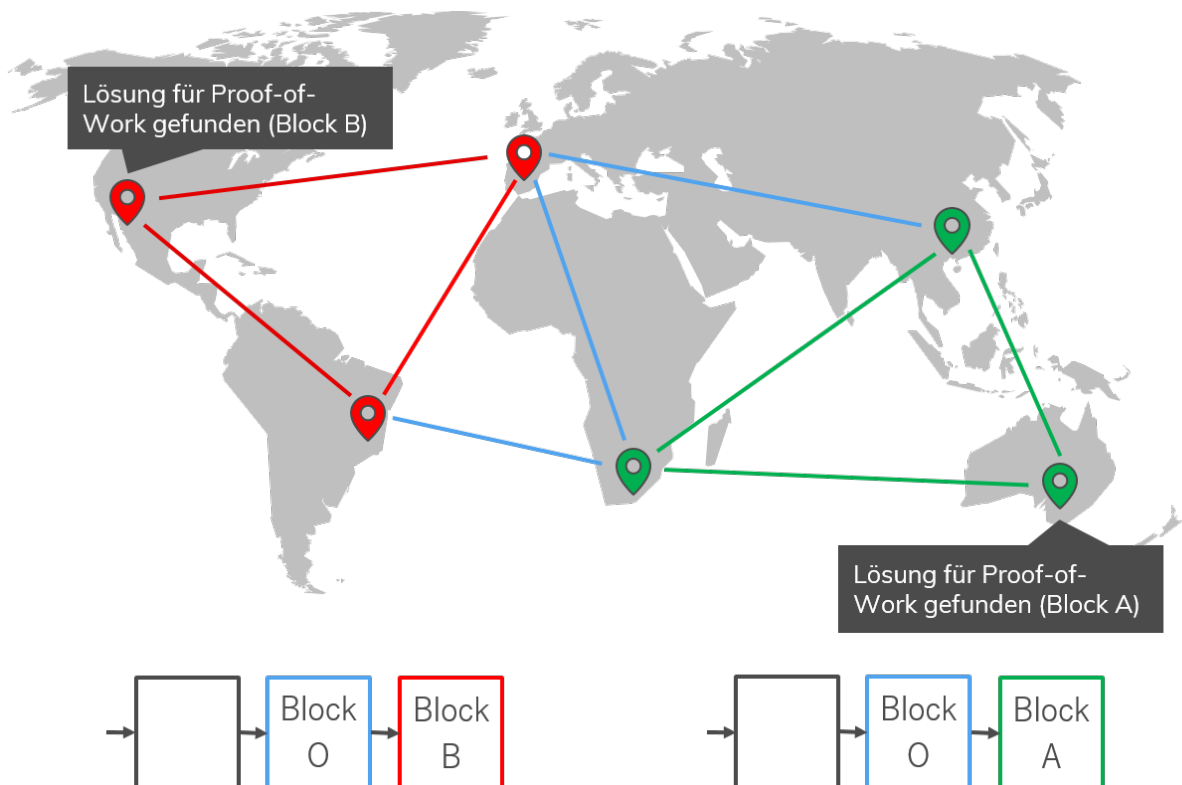 Lösung für Proof-of-
Work gefunden (Block B)
Lösung für Proof-of-
Work gefunden (Block A)
Block
O
Block
B
Block
O
Block
A